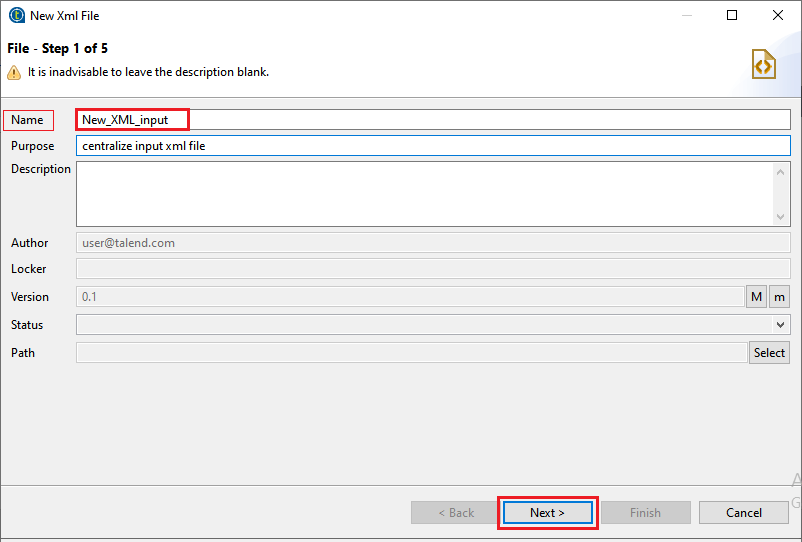 New Xml File
File - Step 1 of 5
It is inadvisable to leave the description blank.
Name New_XML_input
Purpose centralize input xml file
Description
Author user@talend.com
Locker
Version 0.1 M m
Status
Path Select
< Back Next > Finish Cancel